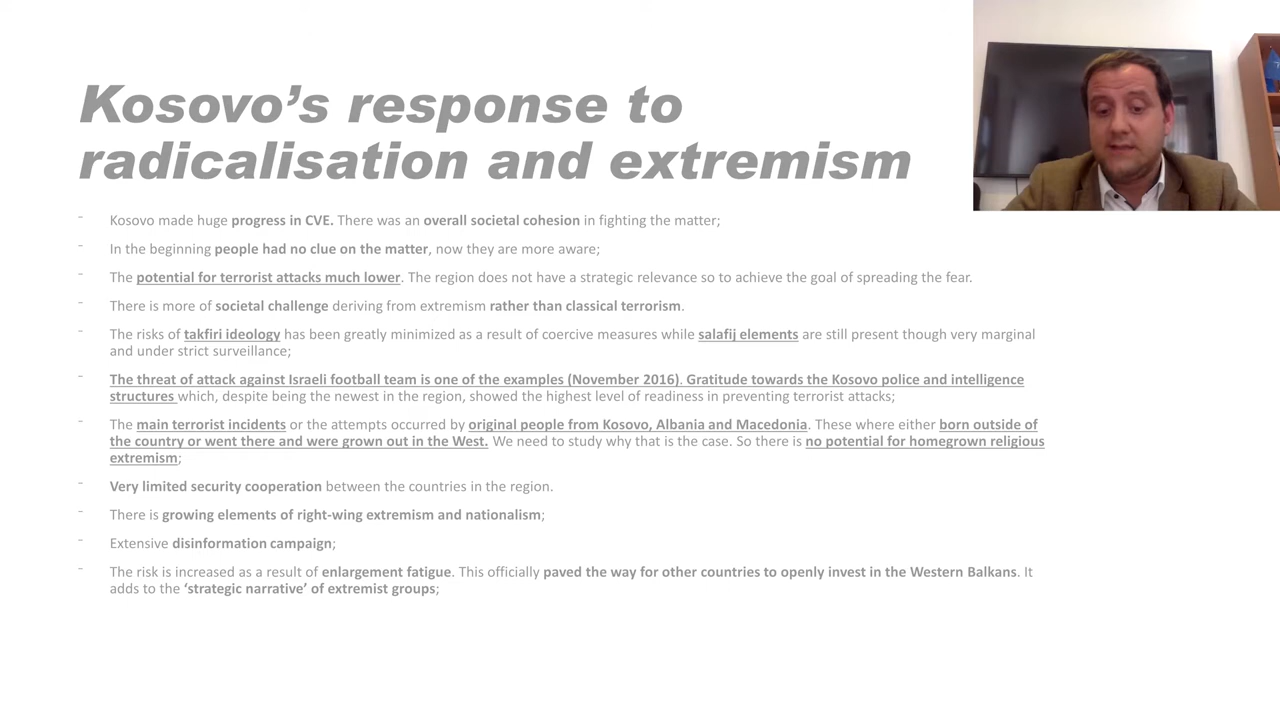 Kosovo’s response to
radicalisation and extremism
- Kosovo made huge progress in CVE. There was an overall societal cohesion in fighting the matter;
- In the beginning people had no clue on the matter, now they are more aware;
- The potential for terrorist attacks much lower. The region does not have a strategic relevance so to achieve the goal of spreading the fear.
- There is more of societal challenge deriving from extremism rather than classical terrorism.
- The risks of takfiri ideology has been greatly minimized as a result of coercive measures while salafij elements are still present though very marginal
and under strict surveillance;
- The threat of attack against Israeli football team is one of the examples (November 2016). Gratitude towards the Kosovo police and intelligence
structures which, despite being the newest in the region, showed the highest level of readiness in preventing terrorist attacks;
- The main terrorist incidents or the attempts occurred by original people from Kosovo, Albania and Macedonia. These where either born outside of
the country or went there and were grown out in the West. We need to study why that is the case. So there is no potential for homegrown religious
extremism;
- Very limited security cooperation between the countries in the region.
- There is growing elements of right-wing extremism and nationalism;
- Extensive disinformation campaign;
- The risk is increased as a result of enlargement fatigue. This officially paved the way for other countries to openly invest in the Western Balkans. It
adds to the ‘strategic narrative’ of extremist groups;